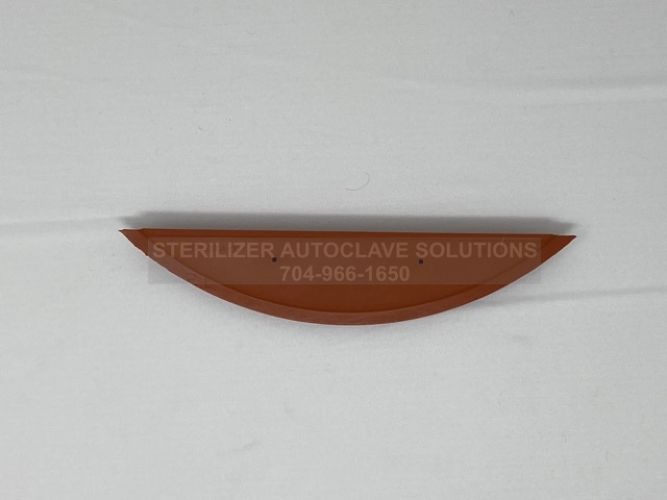 STERILIZER AUTOCLAVE SOLUTIONS
704-966-1650